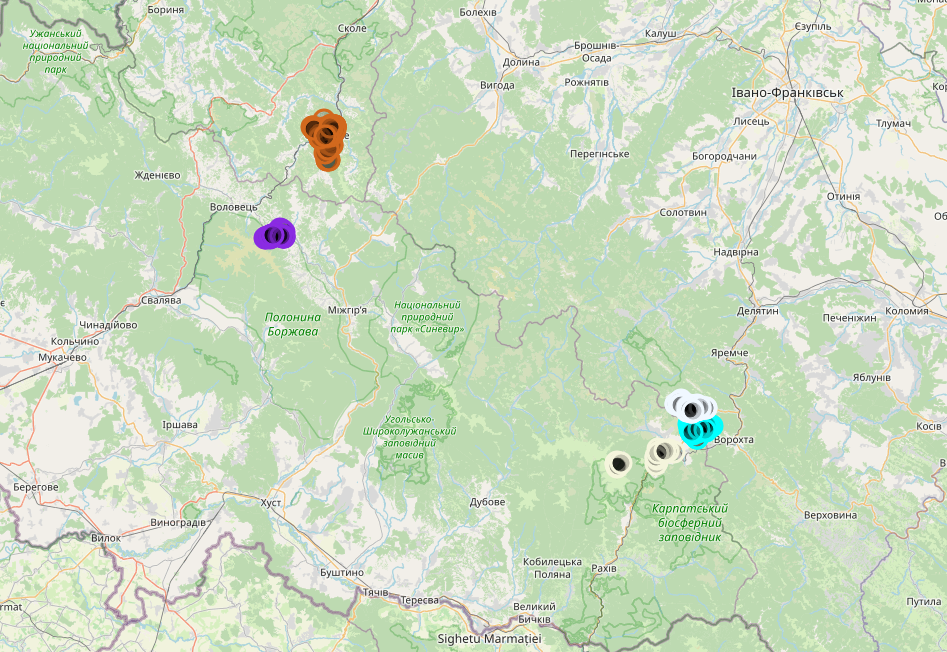 Бориня
Болехів
Ужанський
національний
природний
парк
Сколе
Калуш
Єзупіль
Брошнів-
Осада
Долина
Вигода
Рожнятів
Івано-Франківськ
Лисець
Тлумач
Жденієво
Перегінське
Богородчани
Отинія
Воловець
Солотвин
Надвірна
Свалява
Міжгір'я
Національний
природний
парк «Синевир»
Полонина
Боржава
Чинадійово
Кольчино
Мукачево
Делятин
Печеніжин
Коломия
Яремче
Яблунів
Іршава
Угольсько-
Широколужанський
заповідний
масив
Косів
Ворохта
Берегове
Хуст
Дубове
Виноградів
Вилок
Карпатський
біосферний
заповідник
Верховина
Буштино
Кобилецька
Поляна
Рахів
Тячів
Тересва
Великий
Бичків
Путила
Sighetu Marmației